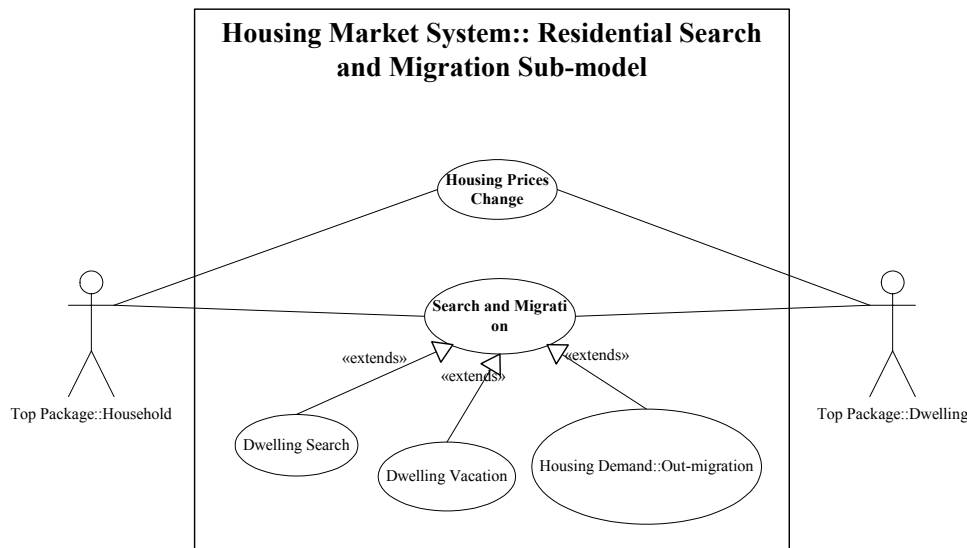 Housing Market System:: Residential Search
and Migration Sub-model
Housing Prices
Change
Search and Migrati
on
«extends»
«extends»
«extends»
Top Package::Household
Top Package::Dwelling
Dwelling Search
Dwelling Vacation
Housing Demand::Out-migration